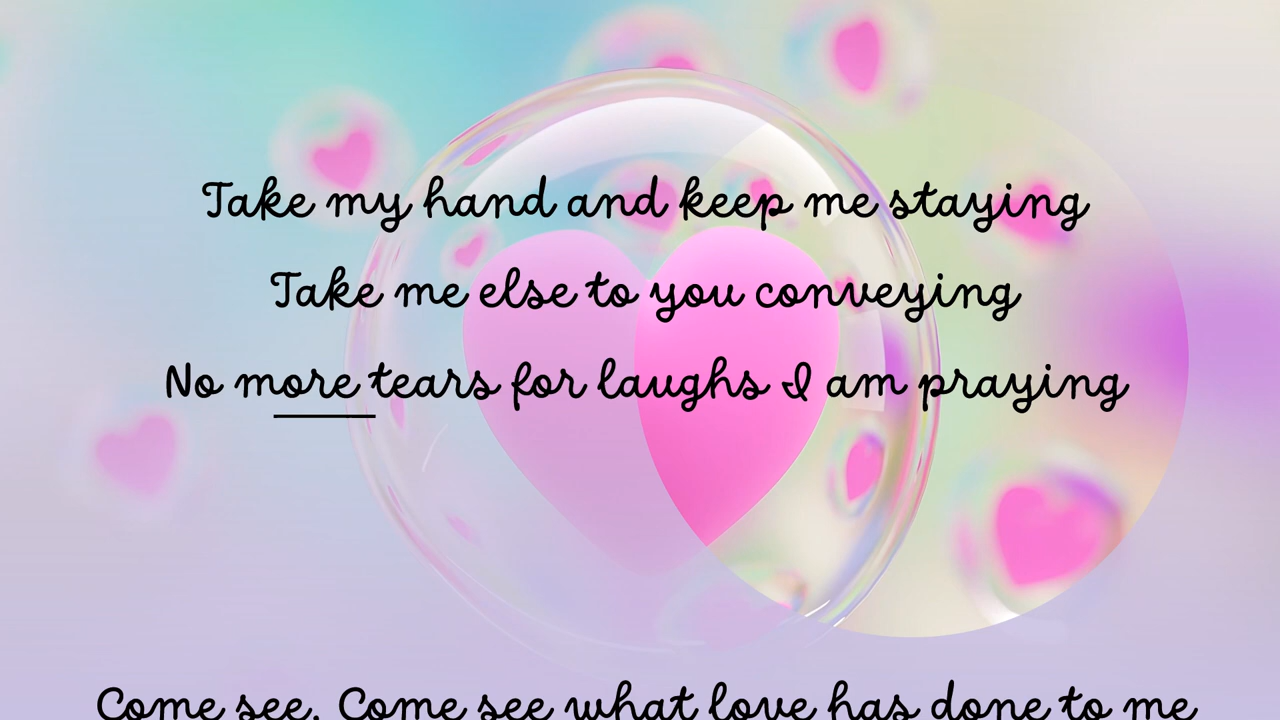 Take my hand and keep me staying
Take me else to you conveying
No more tears for laughs I am praying
Come see, Come see what love has done to me